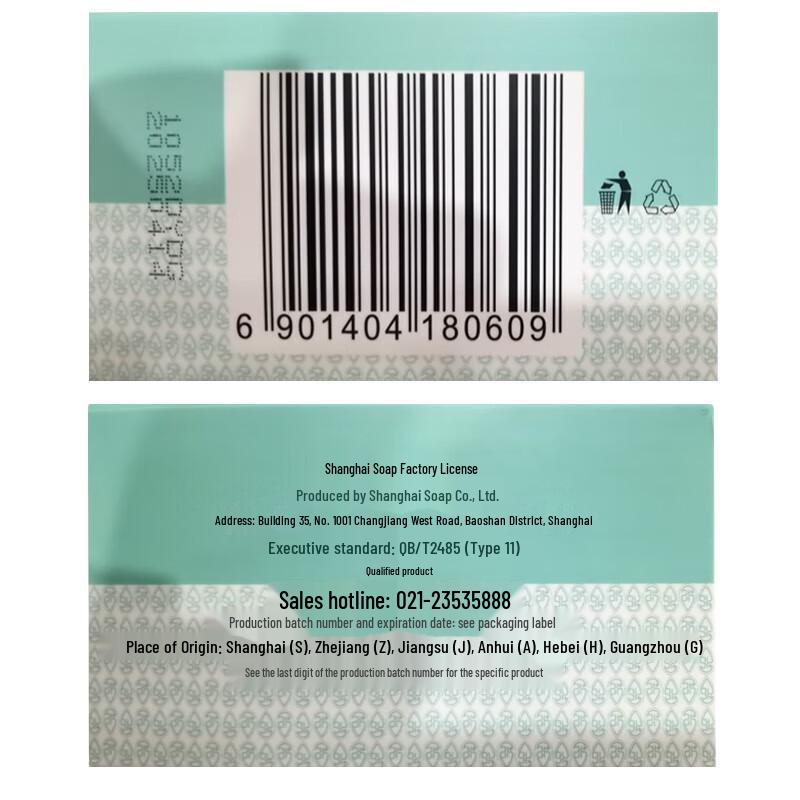 6 901404 180609
Shanghai Soap Factory License
Produced by Shanghai Soap Co., Ltd.
Address: Building 35, No. 1001 Changjiang West Road, Baoshan District, Shanghai
Executive standard: QB/T2485 (Type 11)
Qualified product
Sales hotline: 021-23535888
Production batch number and expiration date: see packaging label
Place of Origin: Shanghai (S), Zhejiang (Z), Jiangsu (J), Anhui (A), Hebei (H), Guangzhou (G)
See the last digit of the production batch number for the specific product